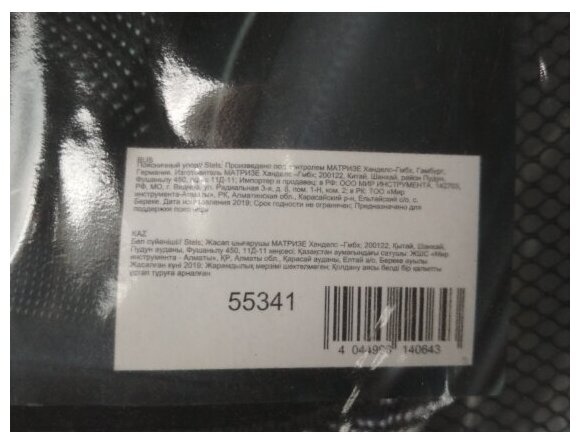 RUS
Поясничный упор// Stels; Произведено под контролем МАТРИЗЕ Хандельс-Гмбх, Гамбург,
Германия. Изготовитель МАТРИЗЕ Хандельс-Гмбх; 200122, Китай, Шанхай, район Пудун,
Фушаньлу 450, 11Д-11; Импортер и продавец: в РФ: ООО МИР ИНСТРУМЕНТА, 142703,
РФ, МО, г. Видное, ул. Радиальная 3-я, д. 8, пом. 1-Н, ком. 2; в РК: ТОО «Мир
инструмента-Алматы», РК, Алматинская обл., Карасайский р-н, Ельтайский с/о, с.
Береке. Дата изготовления 2019; Срок годности не ограничен; Предназначено для
поддержки поясницы
KAZ
Бел сүйеніші// Stels; Жасап шығарушы МАТРИЗЕ Хандельс-Гмбх, 200122, Қытай, Шанхай,
Пудун ауданы, Фушаньлу 450, 11Д-11 кеңсесі; Қазақстан аумағындағы сатушы: ЖШС «Мир
инструмента - Алматы», ҚР, Алматы обл., Қарасай ауданы, Елтай а/о, Береке ауылы
Жасалған күні 2019; Жарамдылық мерзімі шектелмеген; Қолдану аясы белді бір қалыпты
ұстап тұруға арналған
55341
4 044996 140643